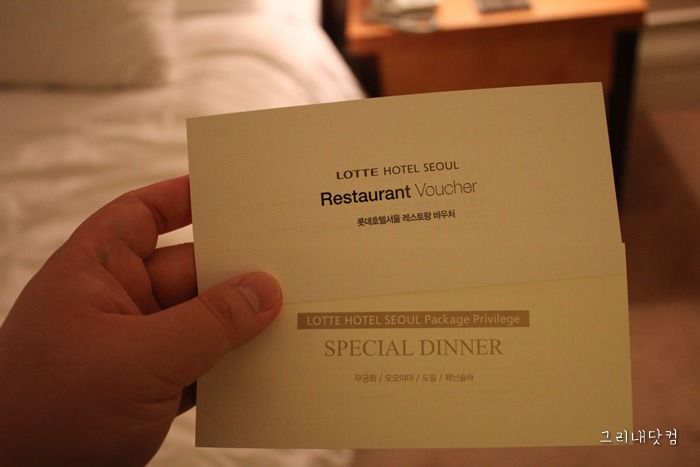 LOTTE HOTEL SEOUL
Restaurant Voucher
롯데호텔서울 레스토랑 바우처
LOTTE HOTEL SEOUL Package Privilege
SPECIAL DINNER
무궁화 / 모모야마 / 도림 / 페닌슐라
그리내닷컴